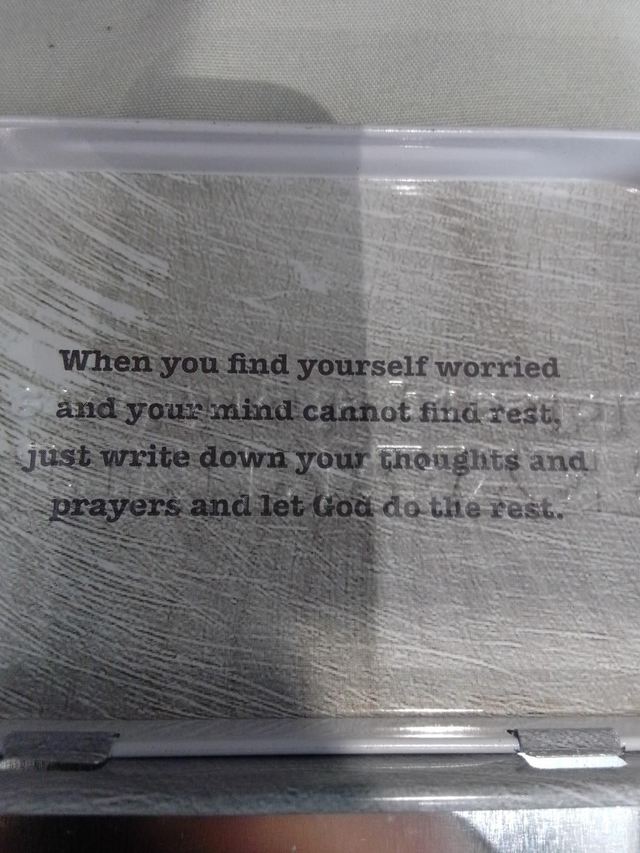 When you find yourself worried
and your mind cannot find rest,
just write down your thoughts and
prayers and let God do the rest.